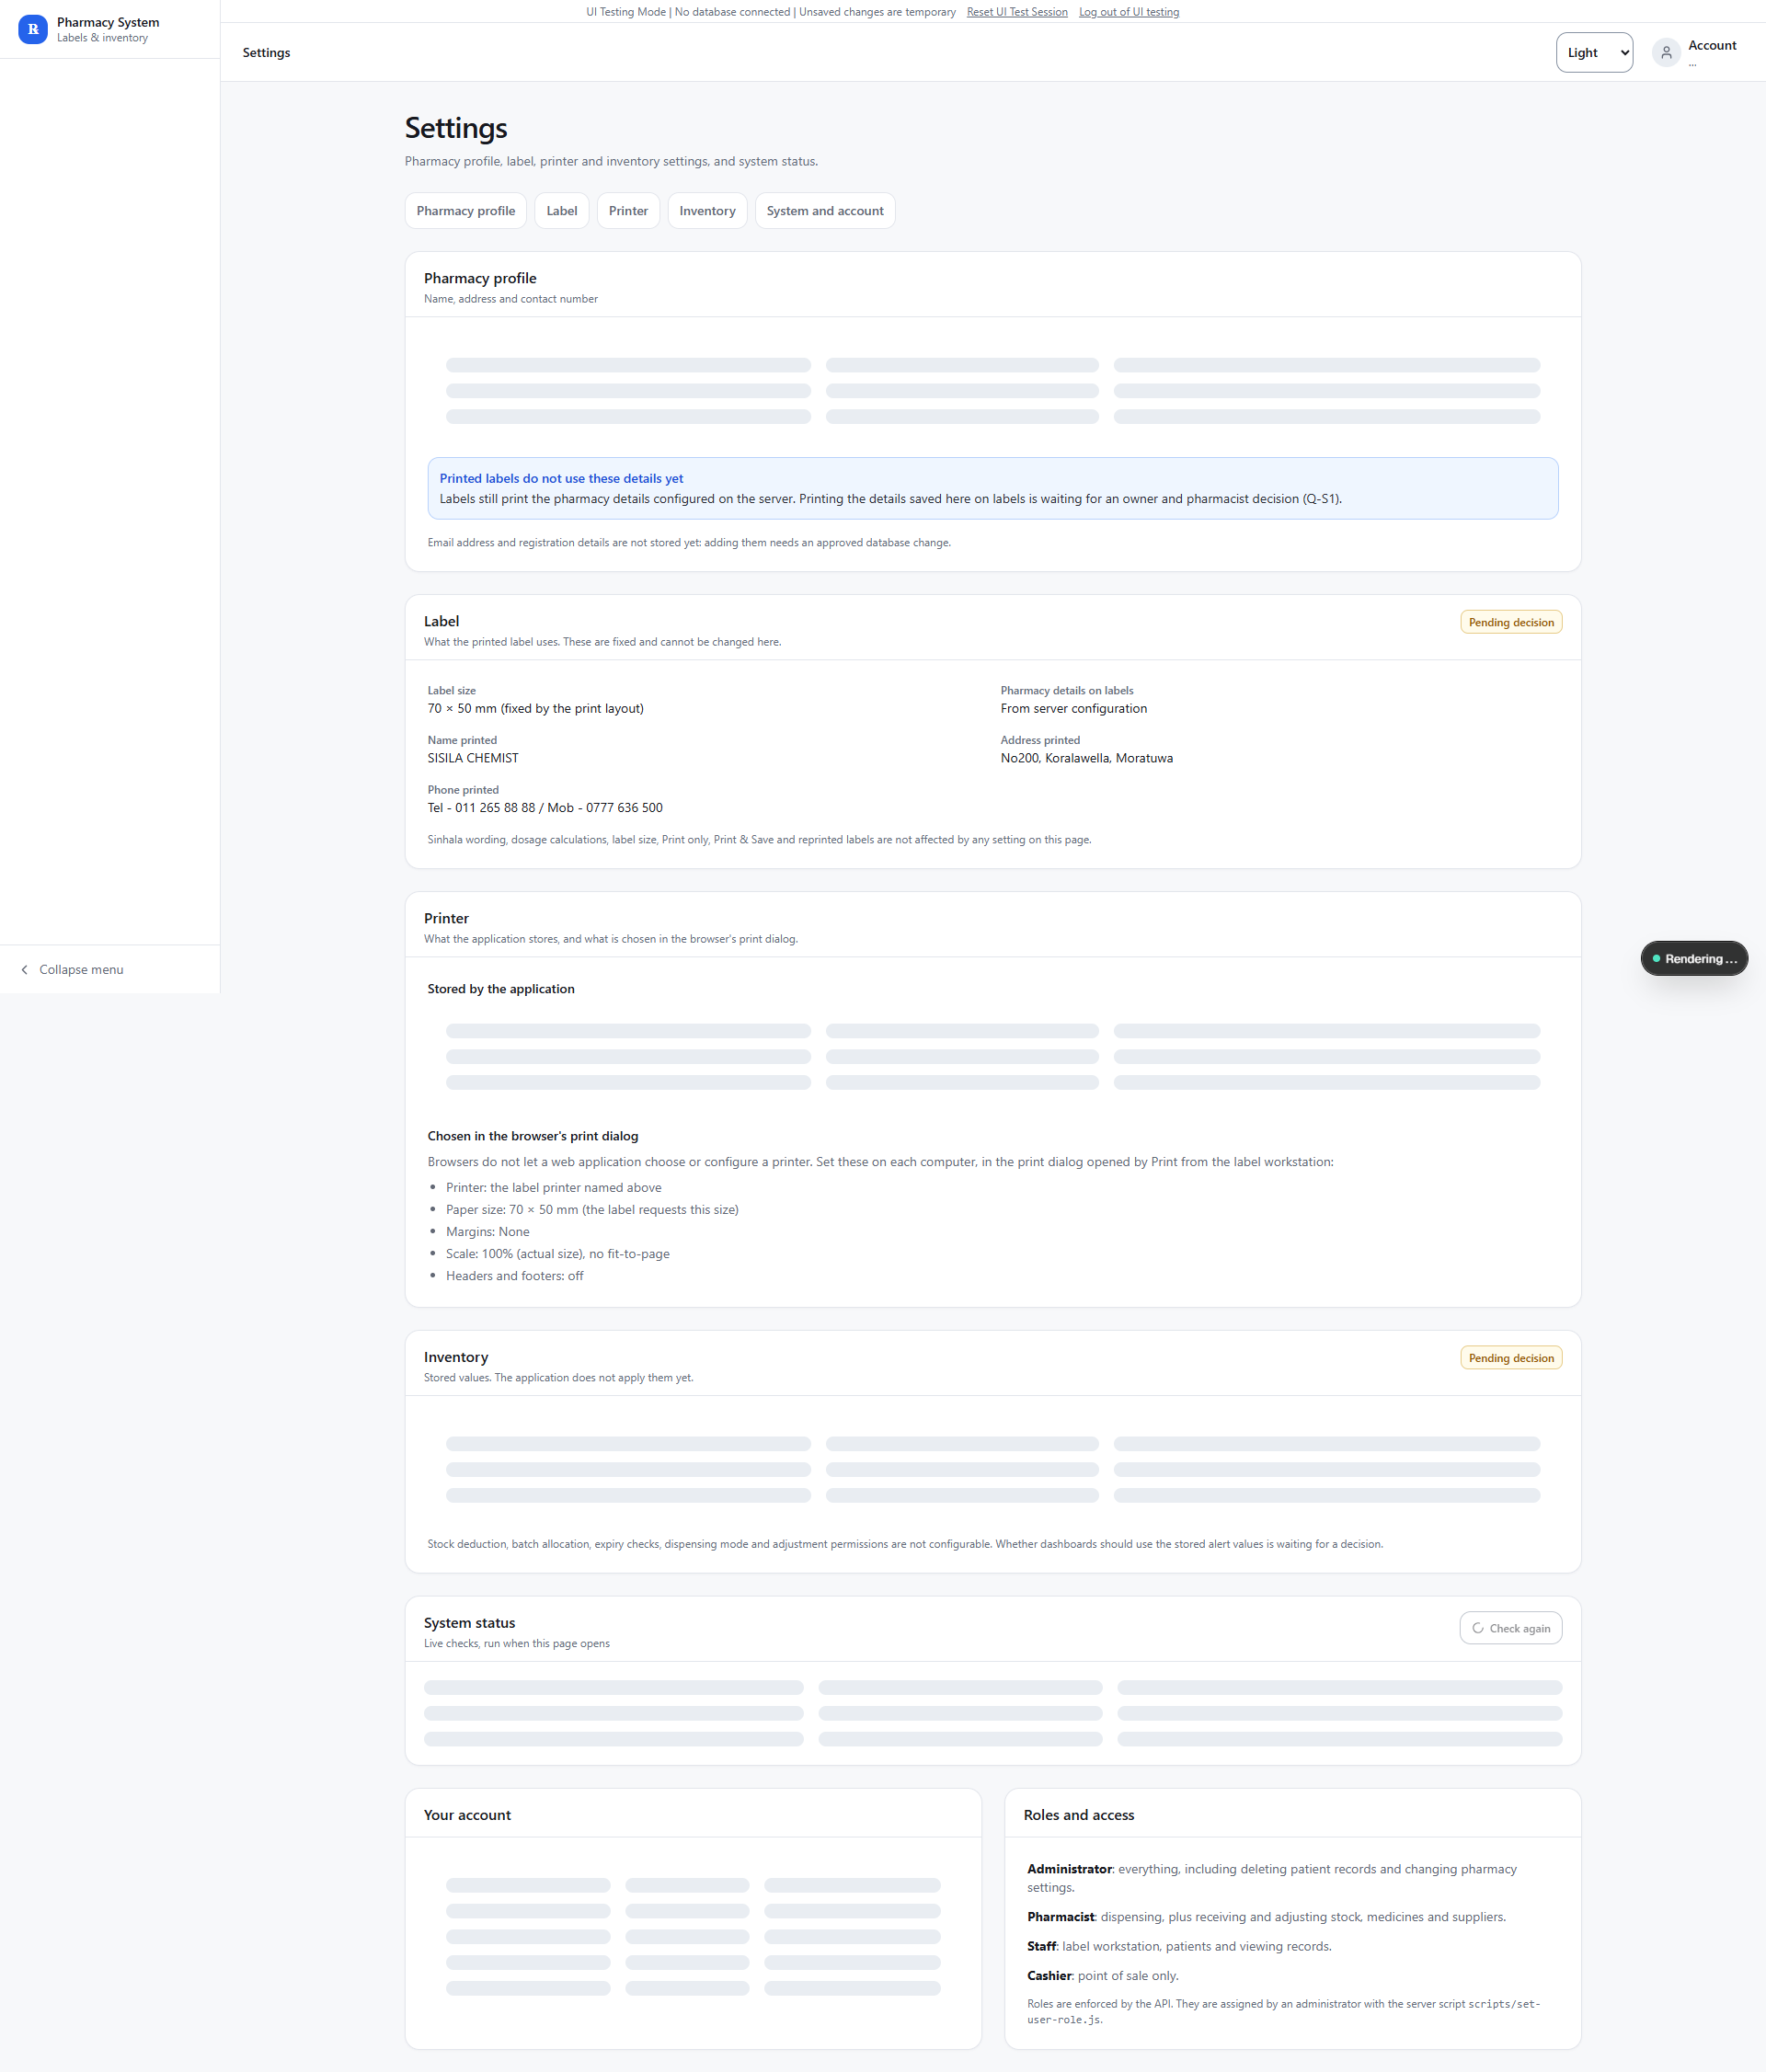 ℞
Pharmacy System
Labels & inventory
UI Testing Mode | No database connected | Unsaved changes are temporary Reset UI Test Session Log out of UI testing
Settings
Light
Account
...
Settings
Pharmacy profile, label, printer and inventory settings, and system status.
Pharmacy profile
Label
Printer
Inventory
System and account
Pharmacy profile
Name, address and contact number
Printed labels do not use these details yet
Labels still print the pharmacy details configured on the server. Printing the details saved here on labels is waiting for an owner and pharmacist decision (Q-S1).
Email address and registration details are not stored yet: adding them needs an approved database change.
Label
Pending decision
What the printed label uses. These are fixed and cannot be changed here.
Label size
70 × 50 mm (fixed by the print layout)
Pharmacy details on labels
From server configuration
Name printed
SISILA CHEMIST
Address printed
No200, Koralawella, Moratuwa
Phone printed
Tel - 011 265 88 88 / Mob - 0777 636 500
Sinhala wording, dosage calculations, label size, Print only, Print & Save and reprinted labels are not affected by any setting on this page.
Printer
What the application stores, and what is chosen in the browser's print dialog.
Collapse menu
Rendering ...
Stored by the application
Chosen in the browser's print dialog
Browsers do not let a web application choose or configure a printer. Set these on each computer, in the print dialog opened by Print from the label workstation:
• Printer: the label printer named above
• Paper size: 70 × 50 mm (the label requests this size)
• Margins: None
• Scale: 100% (actual size), no fit-to-page
• Headers and footers: off
Inventory
Pending decision
Stored values. The application does not apply them yet.
Stock deduction, batch allocation, expiry checks, dispensing mode and adjustment permissions are not configurable. Whether dashboards should use the stored alert values is waiting for a decision.
System status
Live checks, run when this page opens
Check again
Your account
Roles and access
Administrator: everything, including deleting patient records and changing pharmacy
settings.
Pharmacist: dispensing, plus receiving and adjusting stock, medicines and suppliers.
Staff: label workstation, patients and viewing records.
Cashier: point of sale only.
Roles are enforced by the API. They are assigned by an administrator with the server script scripts/set-
user-role.js.